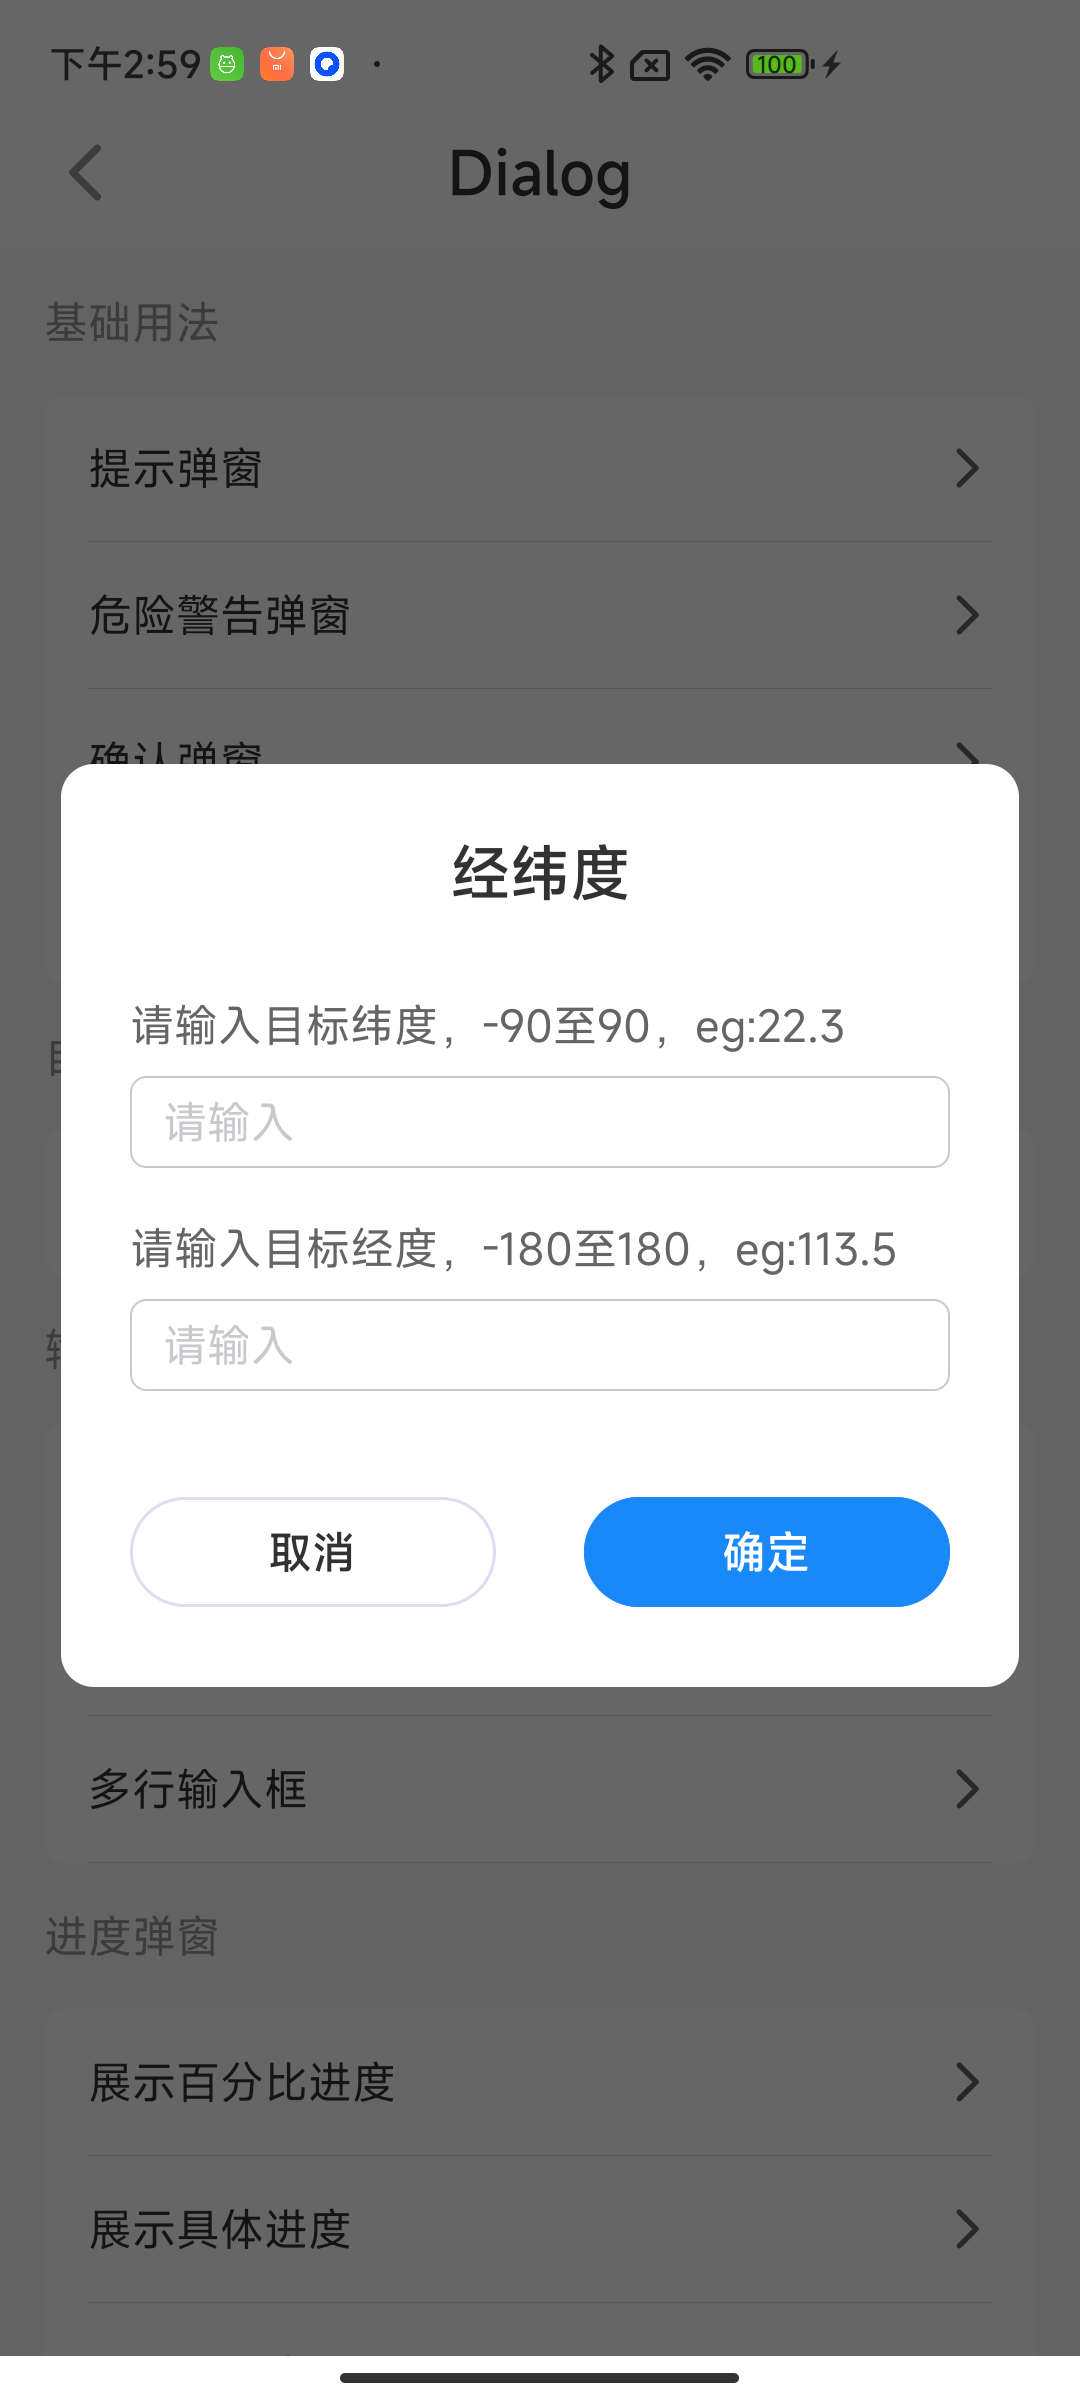 下午2:59
100
Dialog
基础用法
提示弹窗
危险警告弹窗
确认弹窗
经纬度
请输入目标纬度，-90至90，eg:22.3
请输入
请输入目标经度，-180至180，eg:113.5
请输入
取消
确定
多行输入框
进度弹窗
展示百分比进度
展示具体进度